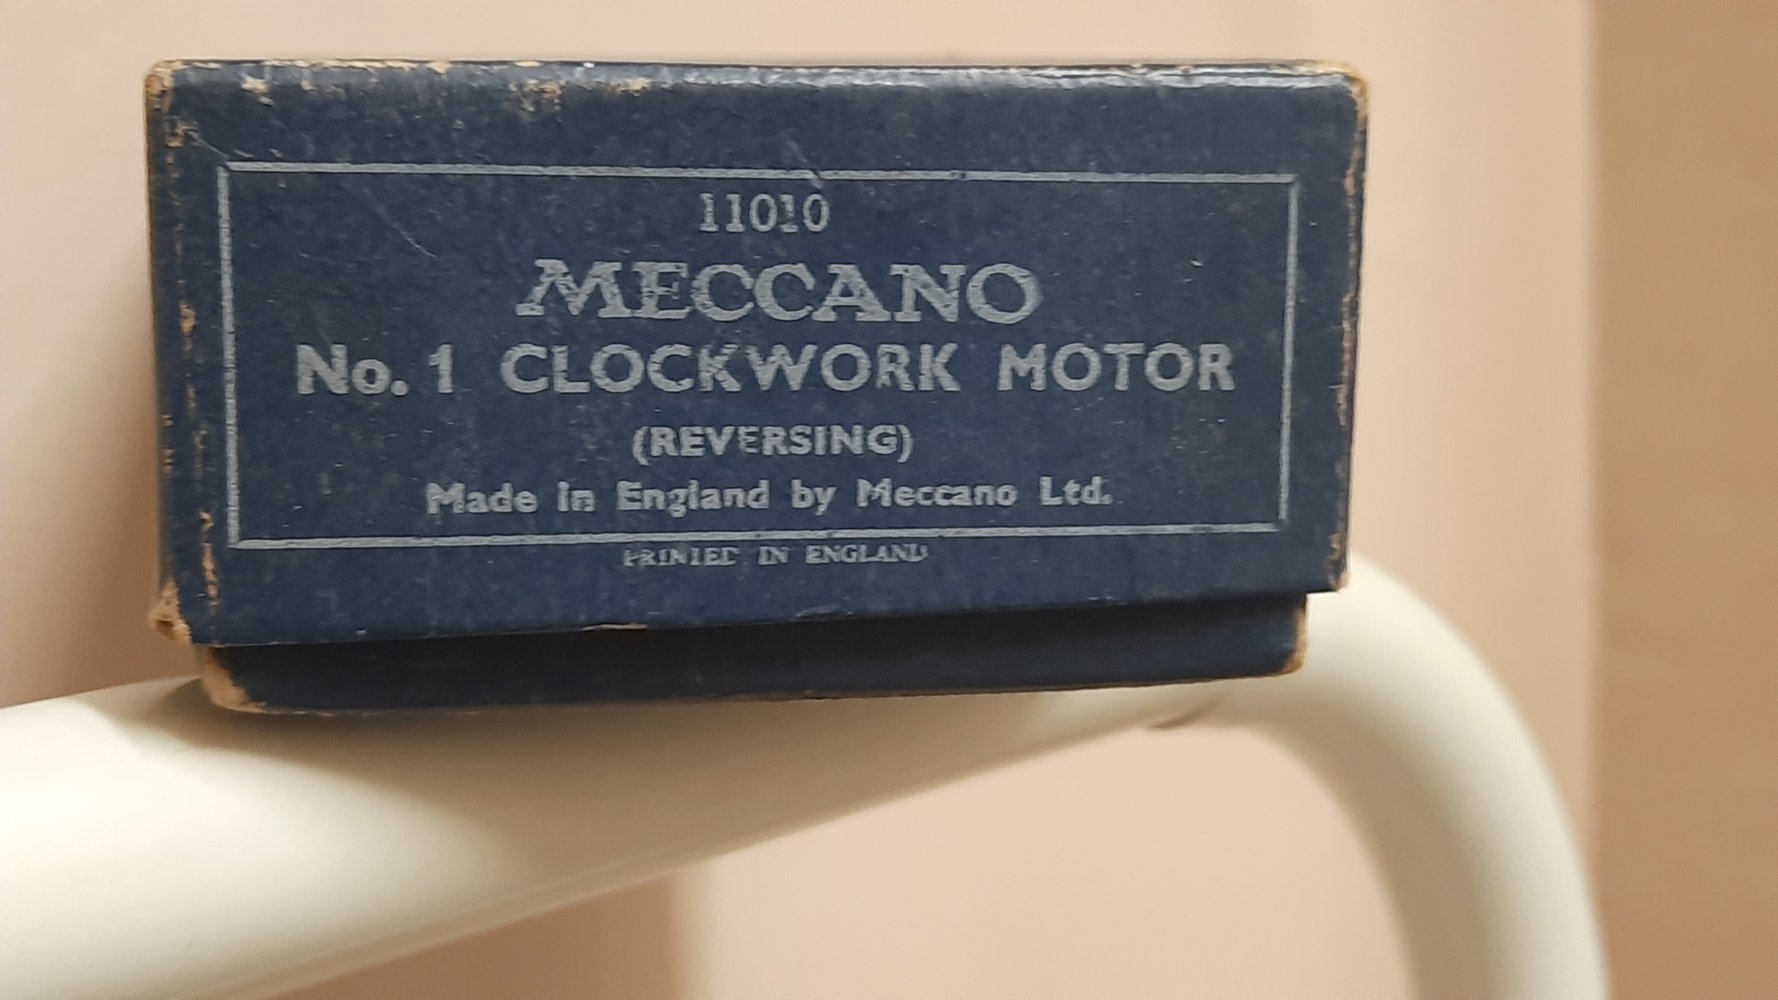 11010
MECCANO
No. 1 CLOCKWORK MOTOR
(REVERSING)
Made in England by Meccano Ltd.
PRINTED IN ENGLAND